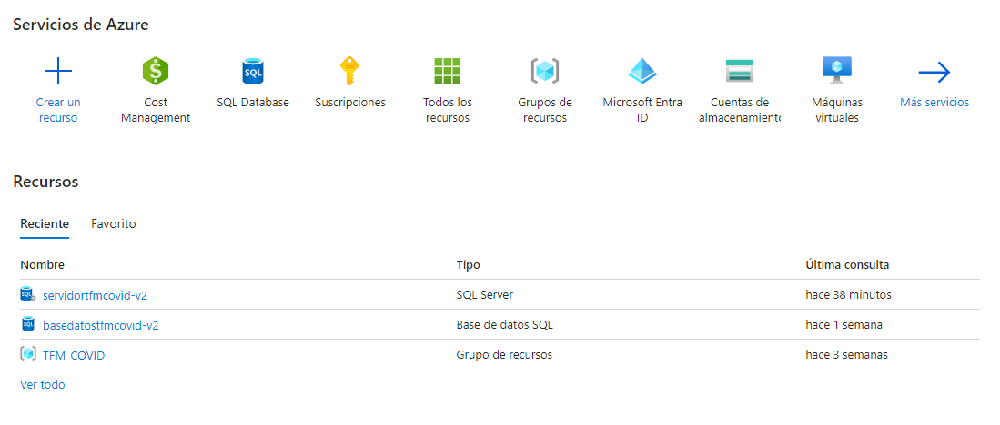 Servicios de Azure
Crear un
recurso
Cost
Management
SQL
SQL Database
Suscripciones
Todos los
recursos
Grupos de
recursos
Microsoft Entra
ID
Cuentas de
almacenamiento
Máquinas
virtuales
Más servicios
Recursos
Reciente Favorito
Nombre Tipo Última consulta
SQL servidortfmcovid-v2 SQL Server hace 38 minutos
SQL basedatostfmcovid-v2 Base de datos SQL hace 1 semana
TFM_COVID Grupo de recursos hace 3 semanas
Ver todo